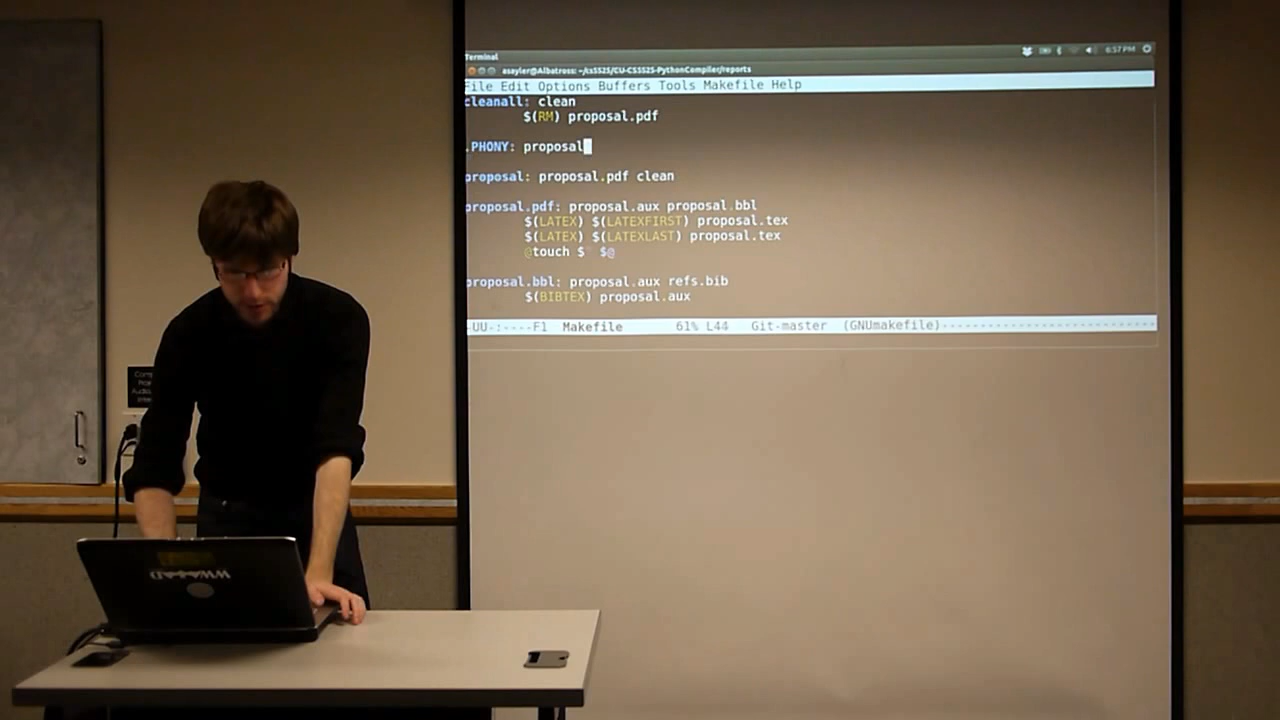 Terminal
6:57 PM
asayler@Albatross: ~/cs5525/CU-CS5525-PythonCompiler/reports
File Edit Options Buffers Tools Makefile Help
cleanall: clean
$(RM) proposal.pdf
.PHONY: proposal
proposal: proposal.pdf clean
proposal.pdf: proposal.aux proposal.bbl
$(LATEX) $(LATEXFIRST) proposal.tex
$(LATEX) $(LATEXLAST) proposal.tex
@touch $ $@
proposal.bbl: proposal.aux refs.bib
$(BIBTEX) proposal.aux
-UU-:----F1 Makefile 61% L44 Git-master (GNUmakefile)----------------------------